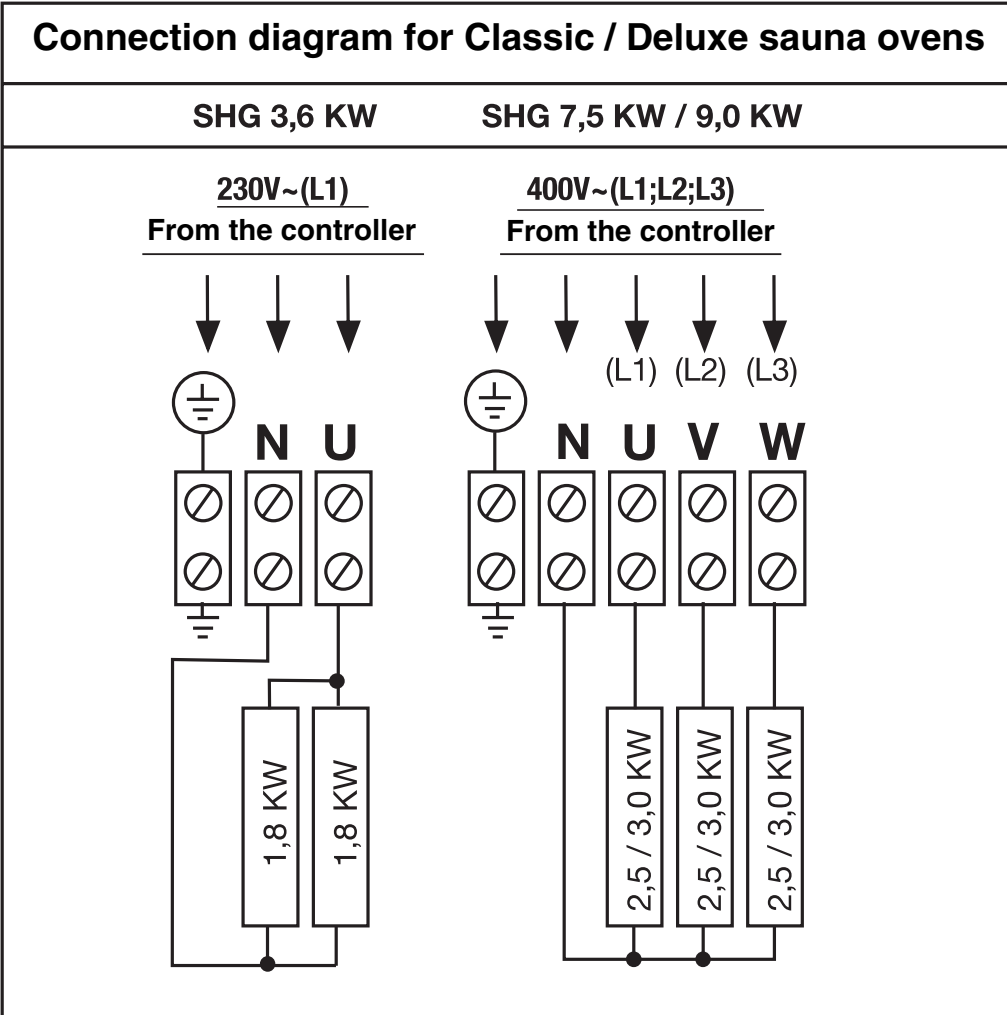 Connection diagram for Classic / Deluxe sauna ovens
SHG 3,6 KW
SHG 7,5 KW / 9,0 KW
230V~(L1)
From the controller
N U
1,8 KW
1,8 KW
400V~(L1;L2;L3)
From the controller
(L1) (L2) (L3)
N U V W
2,5 / 3,0 KW
2,5 / 3,0 KW
2,5 / 3,0 KW